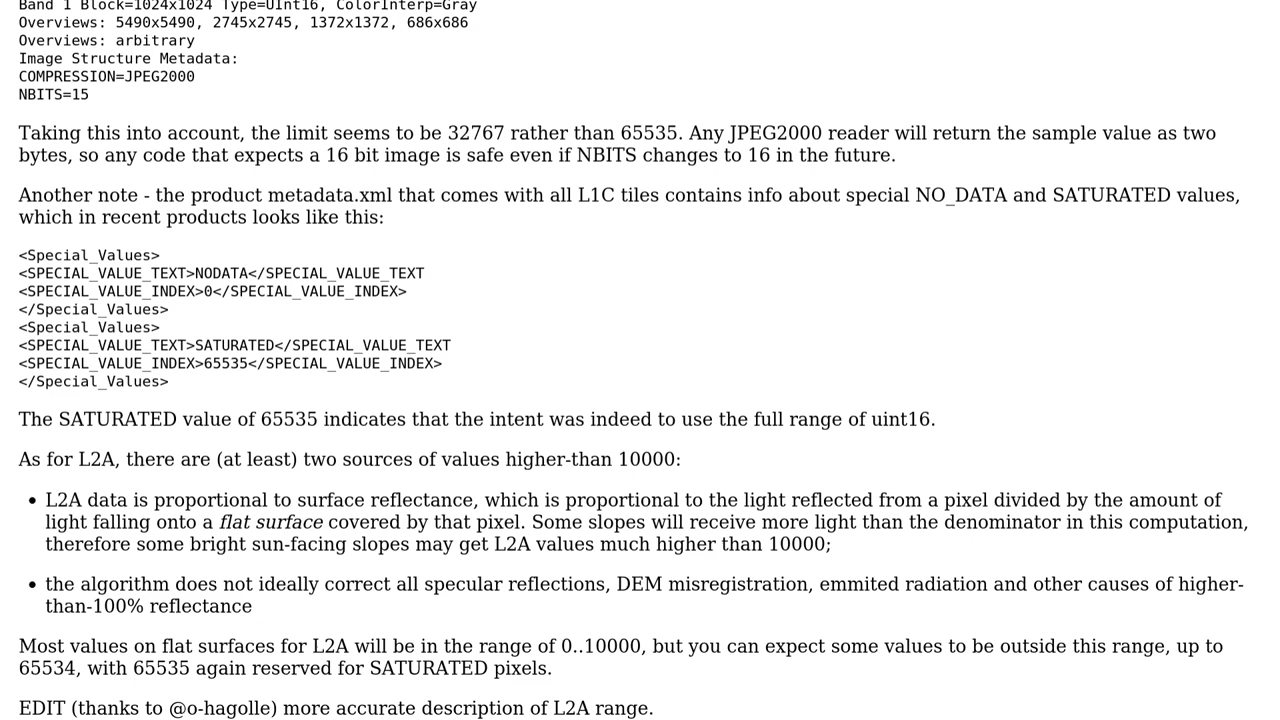 Band 1 Block=1024x1024 Type=UInt16, ColorInterp=Gray
Overviews: 5490x5490, 2745x2745, 1372x1372, 686x686
Overviews: arbitrary
Image Structure Metadata:
COMPRESSION=JPEG2000
NBITS=15
Taking this into account, the limit seems to be 32767 rather than 65535. Any JPEG2000 reader will return the sample value as two
bytes, so any code that expects a 16 bit image is safe even if NBITS changes to 16 in the future.
Another note - the product metadata.xml that comes with all L1C tiles contains info about special NO_DATA and SATURATED values,
which in recent products looks like this:
<Special_Values>
<SPECIAL_VALUE_TEXT>NODATA</SPECIAL_VALUE_TEXT
<SPECIAL_VALUE_INDEX>0</SPECIAL_VALUE_INDEX>
</Special_Values>
<Special_Values>
<SPECIAL_VALUE_TEXT>SATURATED</SPECIAL_VALUE_TEXT
<SPECIAL_VALUE_INDEX>65535</SPECIAL_VALUE_INDEX>
</Special_Values>
The SATURATED value of 65535 indicates that the intent was indeed to use the full range of uint16.
As for L2A, there are (at least) two sources of values higher-than 10000:
• L2A data is proportional to surface reflectance, which is proportional to the light reflected from a pixel divided by the amount of
light falling onto a flat surface covered by that pixel. Some slopes will receive more light than the denominator in this computation,
therefore some bright sun-facing slopes may get L2A values much higher than 10000;
• the algorithm does not ideally correct all specular reflections, DEM misregistration, emmited radiation and other causes of higher-
than-100% reflectance
Most values on flat surfaces for L2A will be in the range of 0..10000, but you can expect some values to be outside this range, up to
65534, with 65535 again reserved for SATURATED pixels.
EDIT (thanks to @o-hagolle) more accurate description of L2A range.